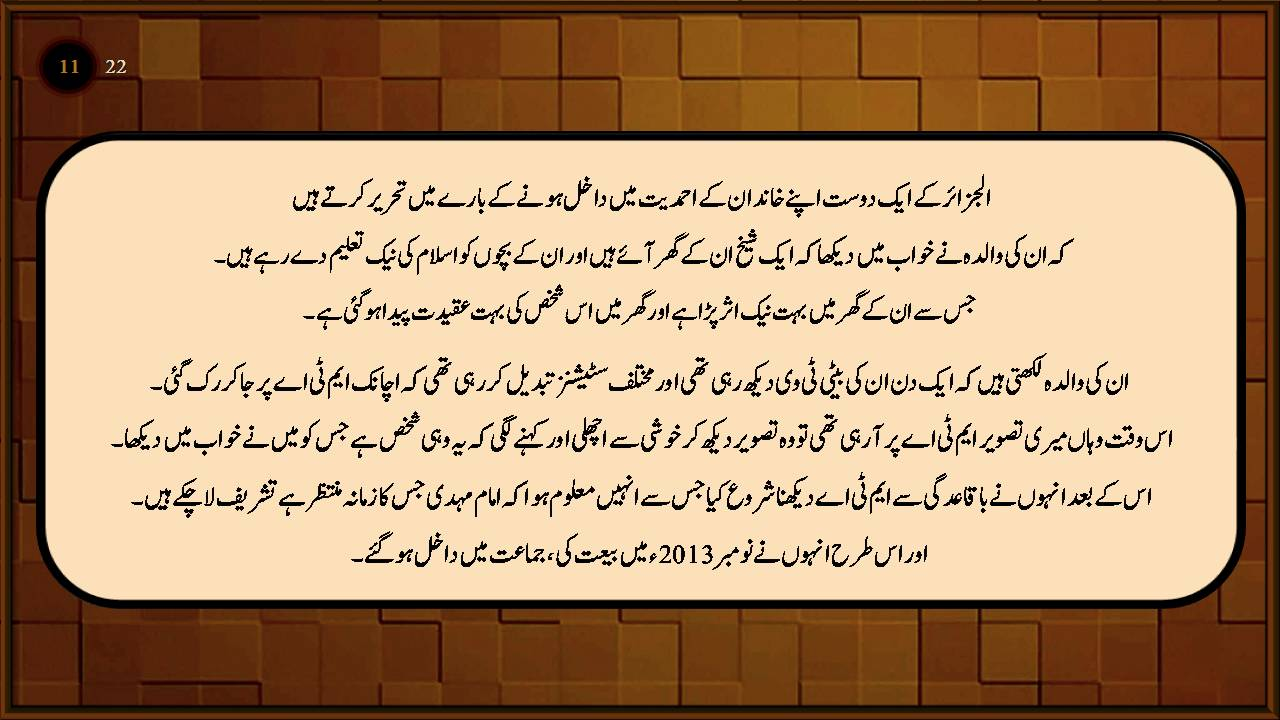 11 22
الجزائر کے ایک دوست اپنے خاندان کے احمدیت میں داخل ہونے کے بارے میں تحریر کرتے ہیں
کہ ان کی والدہ نے خواب میں دیکھا کہ ایک شیخ ان کے گھر آئے ہیں اور ان کے بچوں کو اسلام کی نیک تعلیم دے رہے ہیں۔
جس سے ان کے گھر میں بہت نیک اثر پڑا ہے اور گھر میں اس شخص کی بہت عقیدت پیدا ہوگئی ہے۔
ان کی والدہ لکھتی ہیں کہ ایک دن ان کی بیٹی ٹی وی دیکھ رہی تھی اور مختلف سٹیشنز تبدیل کر رہی تھی کہ اچانک ایم ٹی اے پر جا کر رک گئی۔
اس وقت وہاں میری تصویر ایم ٹی اے پر آرہی تھی تو وہ تصویر دیکھ کر خوشی سے اچھلی اور کہنے لگی کہ یہ وہی شخص ہے جس کو میں نے خواب میں دیکھا۔
اس کے بعد انہوں نے باقاعدگی سے ایم ٹی اے دیکھنا شروع کیا جس سے انہیں معلوم ہوا کہ امام مہدی جس کا زمانہ منتظر ہے تشریف لا چکے ہیں۔
اور اس طرح انہوں نے نومبر 2013ء میں بیعت کی، جماعت میں داخل ہوگئے۔